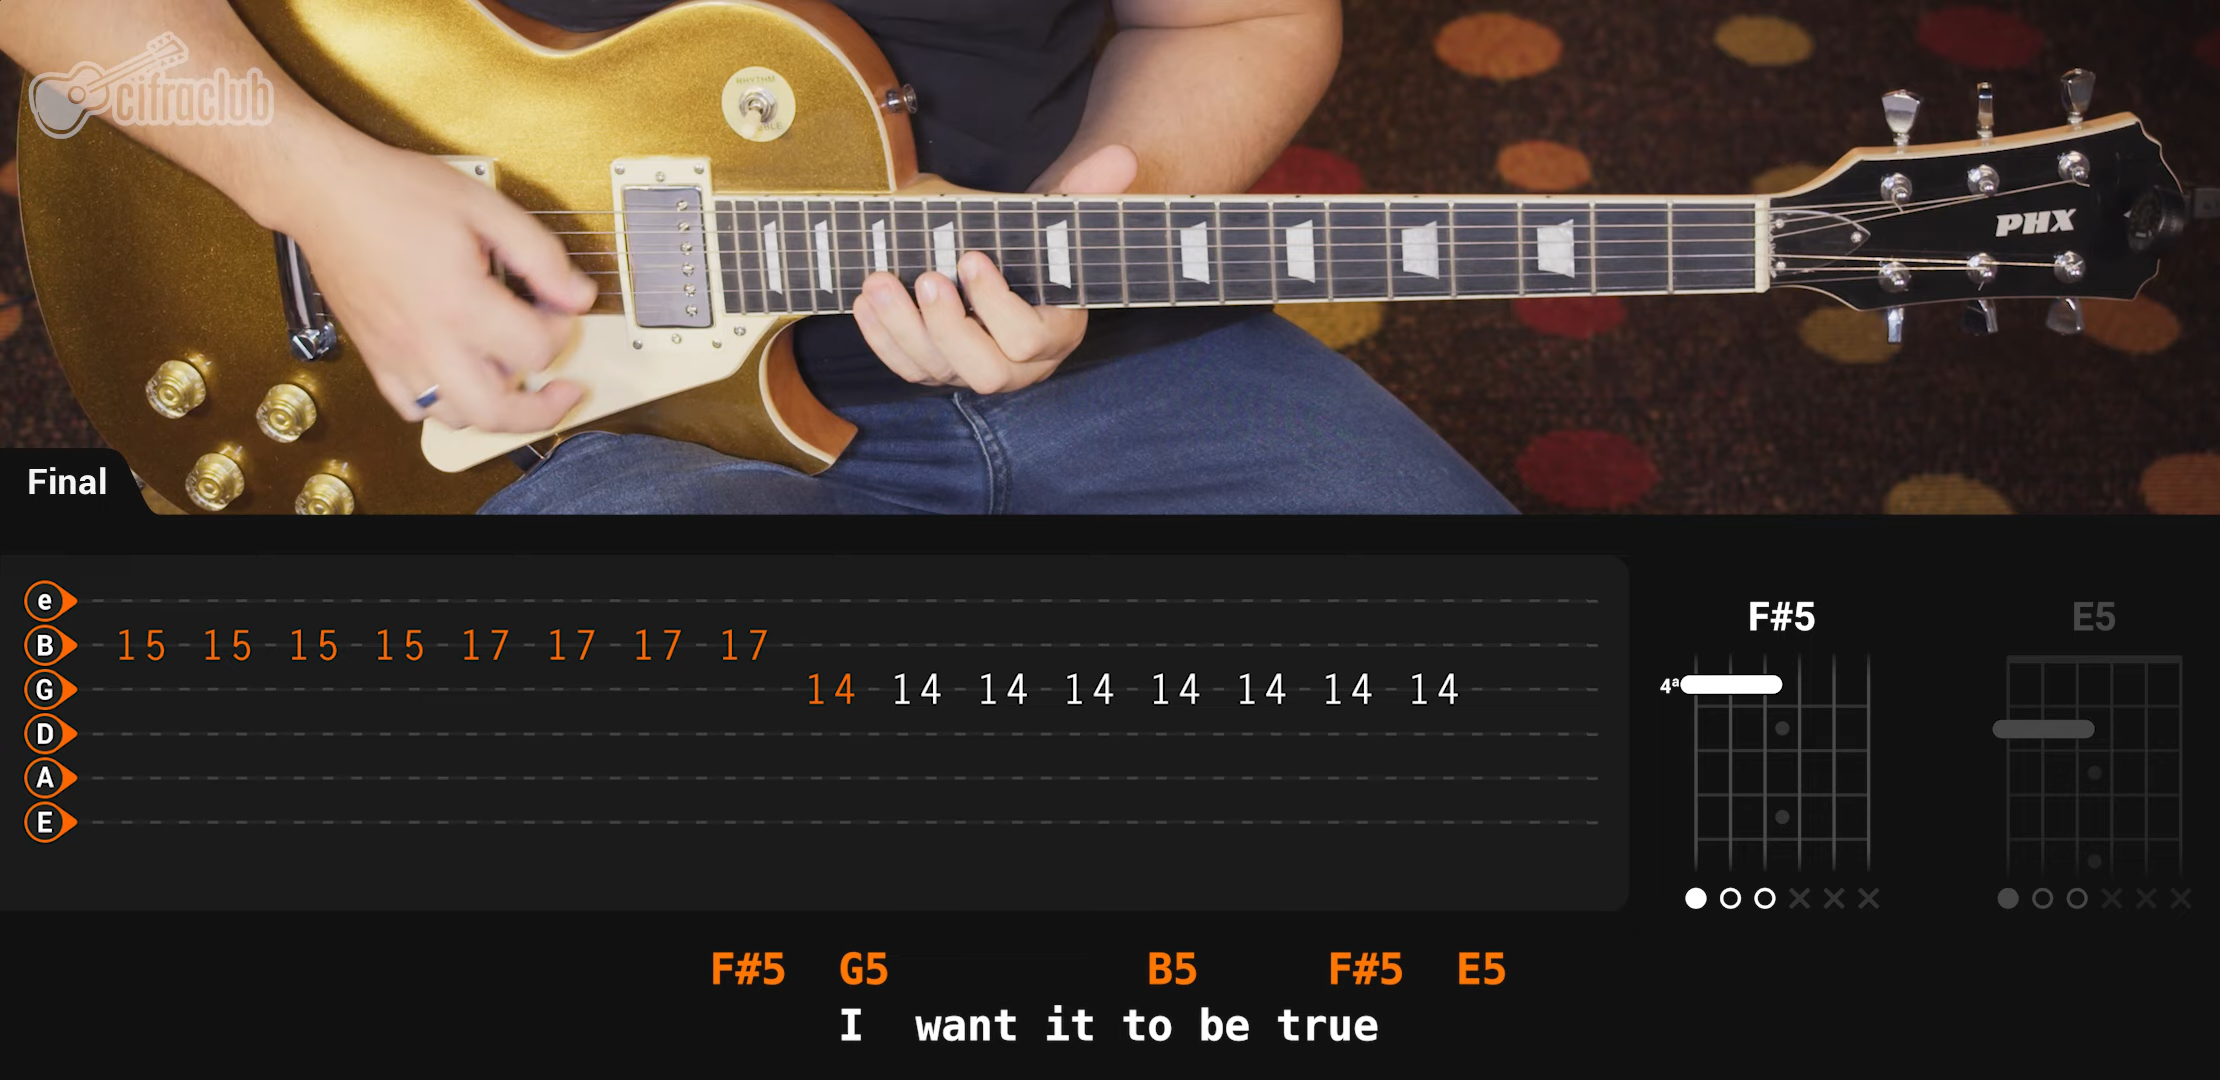 cifraclub
RHYTHM
PHX
Final
e
B 15 15 15 15 17 17 17 17
G 14 14 14 14 14 14 14 14
D
A
E
F#5 E5
4ª
F#5 G5 B5 F#5 E5
I want it to be true